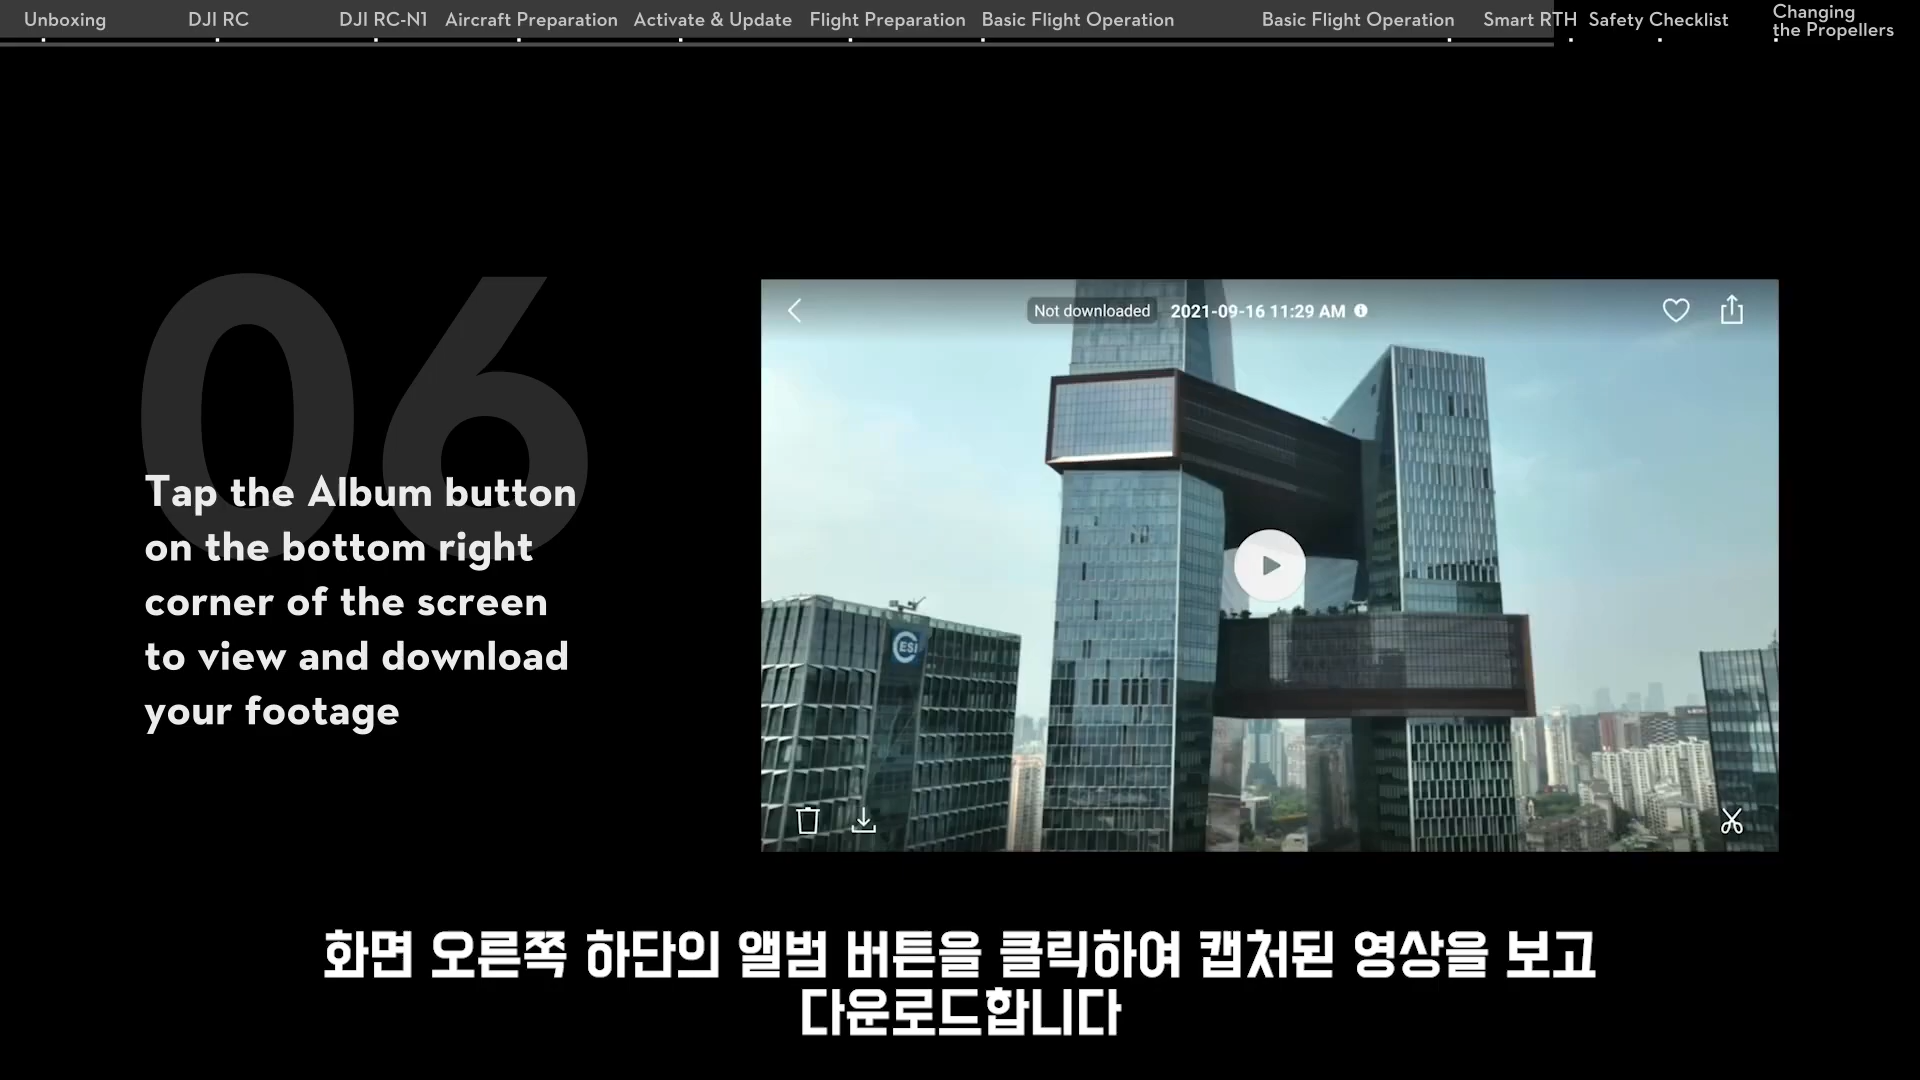 Unboxing
DJI RC
DJI RC-N1
Aircraft Preparation
Activate & Update
Flight Preparation
Basic Flight Operation
Basic Flight Operation
Smart RTH
Safety Checklist
Changing
the Propellers
06
Tap the Album button
on the bottom right
corner of the screen
to view and download
your footage
Not downloaded
2021-09-16 11:29 AM
ESI
화면 오른쪽 하단의 앨범 버튼을 클릭하여 캡처된 영상을 보고
다운로드합니다